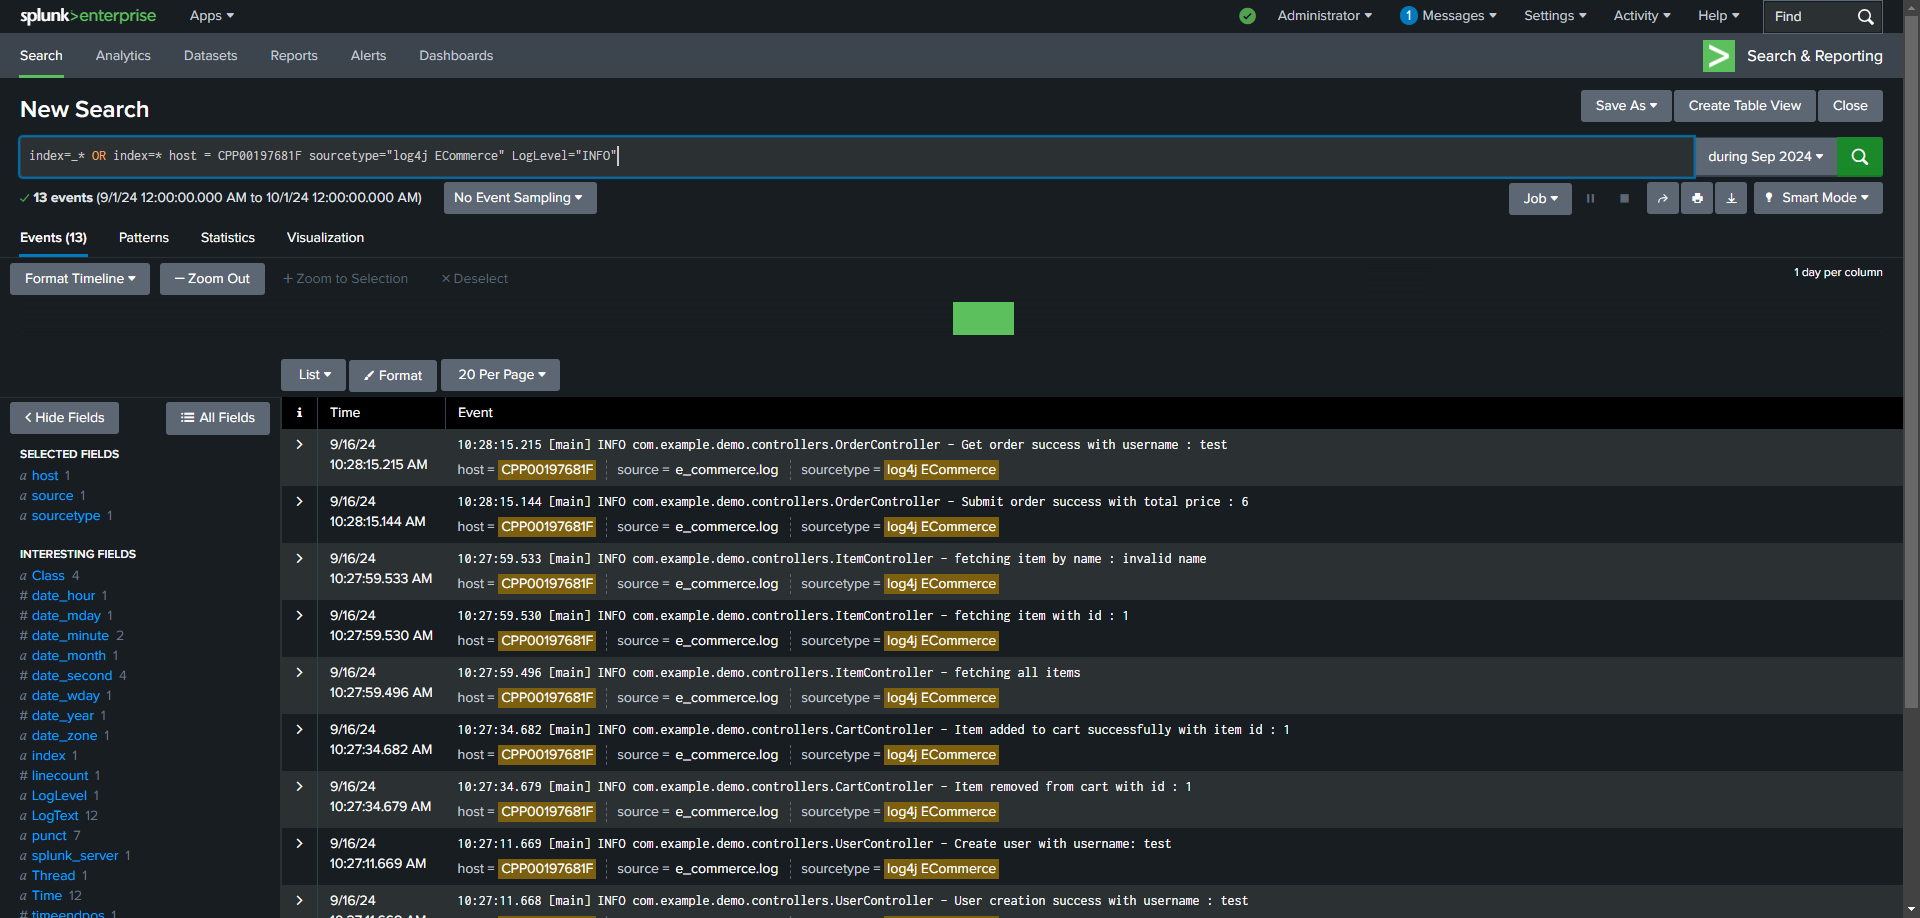 splunk>enterprise Apps Administrator 1 Messages Settings Activity Help Find
Search Analytics Datasets Reports Alerts Dashboards Search & Reporting
New Search Save As Create Table View Close
index=_* OR index=* host = CPP00197681F sourcetype="log4j ECommerce" LogLevel="INFO" during Sep 2024
13 events (9/1/24 12:00:00.000 AM to 10/1/24 12:00:00.000 AM) No Event Sampling Job Smart Mode
Events (13) Patterns Statistics Visualization
Format Timeline — Zoom Out + Zoom to Selection × Deselect 1 day per column
List Format 20 Per Page
< Hide Fields All Fields
SELECTED FIELDS
a host 1
a source 1
a sourcetype 1
INTERESTING FIELDS
a Class 4
# date_hour 1
# date_mday 1
# date_minute 2
a date_month 1
# date_second 4
a date_wday 1
# date_year 1
a date_zone 1
a index 1
# linecount 1
a LogLevel 1
a LogText 12
a punct 7
a splunk_server 1
a Thread 1
a Time 12
# timeendpos 1
i Time Event
> 9/16/24 10:28:15.215 [main] INFO com.example.demo.controllers.OrderController - Get order success with username : test
10:28:15.215 AM host = CPP00197681F source = e_commerce.log sourcetype = log4j ECommerce
> 9/16/24 10:28:15.144 [main] INFO com.example.demo.controllers.OrderController - Submit order success with total price : 6
10:28:15.144 AM host = CPP00197681F source = e_commerce.log sourcetype = log4j ECommerce
> 9/16/24 10:27:59.533 [main] INFO com.example.demo.controllers.ItemController - fetching item by name : invalid name
10:27:59.533 AM host = CPP00197681F source = e_commerce.log sourcetype = log4j ECommerce
> 9/16/24 10:27:59.530 [main] INFO com.example.demo.controllers.ItemController - fetching item with id : 1
10:27:59.530 AM host = CPP00197681F source = e_commerce.log sourcetype = log4j ECommerce
> 9/16/24 10:27:59.496 [main] INFO com.example.demo.controllers.ItemController - fetching all items
10:27:59.496 AM host = CPP00197681F source = e_commerce.log sourcetype = log4j ECommerce
> 9/16/24 10:27:34.682 [main] INFO com.example.demo.controllers.CartController - Item added to cart successfully with item id : 1
10:27:34.682 AM host = CPP00197681F source = e_commerce.log sourcetype = log4j ECommerce
> 9/16/24 10:27:34.679 [main] INFO com.example.demo.controllers.CartController - Item removed from cart with id : 1
10:27:34.679 AM host = CPP00197681F source = e_commerce.log sourcetype = log4j ECommerce
> 9/16/24 10:27:11.669 [main] INFO com.example.demo.controllers.UserController - Create user with username: test
10:27:11.669 AM host = CPP00197681F source = e_commerce.log sourcetype = log4j ECommerce
> 9/16/24 10:27:11.668 [main] INFO com.example.demo.controllers.UserController - User creation success with username : test